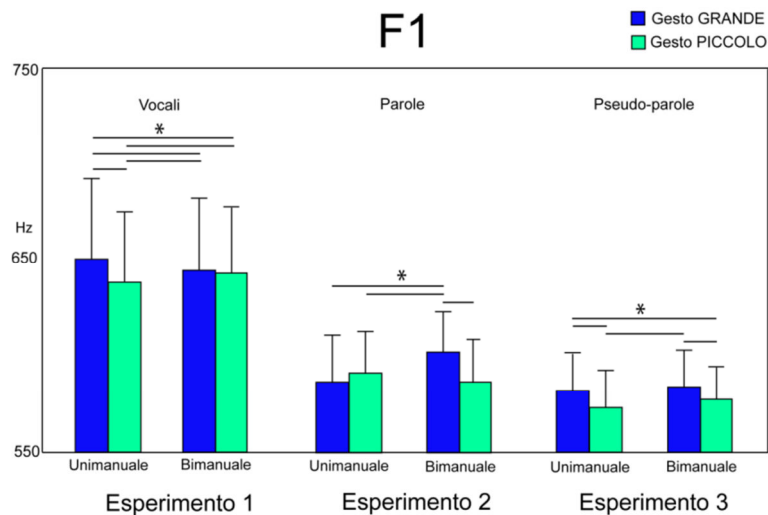 F1
Gesto GRANDE
Gesto PICCOLO
750
Vocali
Parole
Pseudo-parole
*
Hz
650
*
*
550
Unimanuale
Bimanuale
Unimanuale
Bimanuale
Unimanuale
Bimanuale
Esperimento 1
Esperimento 2
Esperimento 3